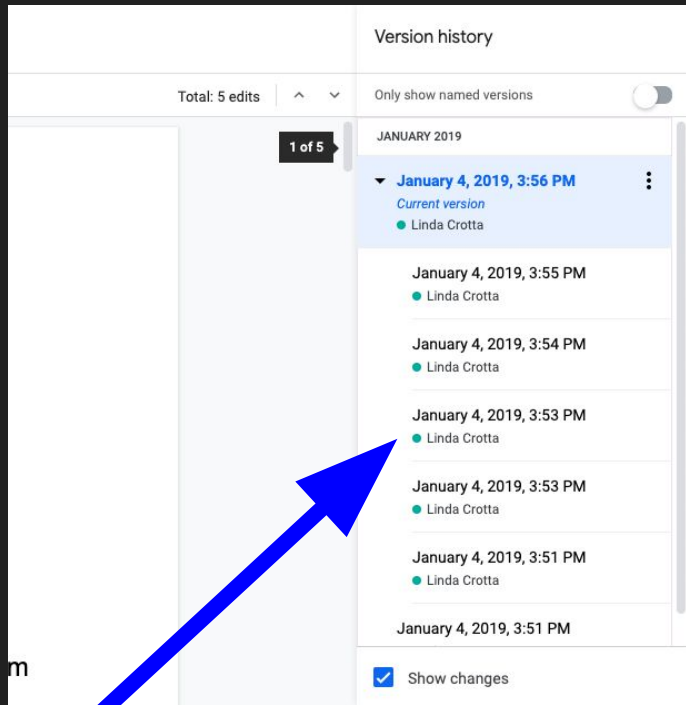 Version history
Total: 5 edits
Only show named versions
1 of 5
JANUARY 2019
January 4, 2019, 3:56 PM
Current version
Linda Crotta
January 4, 2019, 3:55 PM
Linda Crotta
January 4, 2019, 3:54 PM
Linda Crotta
January 4, 2019, 3:53 PM
Linda Crotta
January 4, 2019, 3:53 PM
Linda Crotta
January 4, 2019, 3:51 PM
Linda Crotta
January 4, 2019, 3:51 PM
m
Show changes